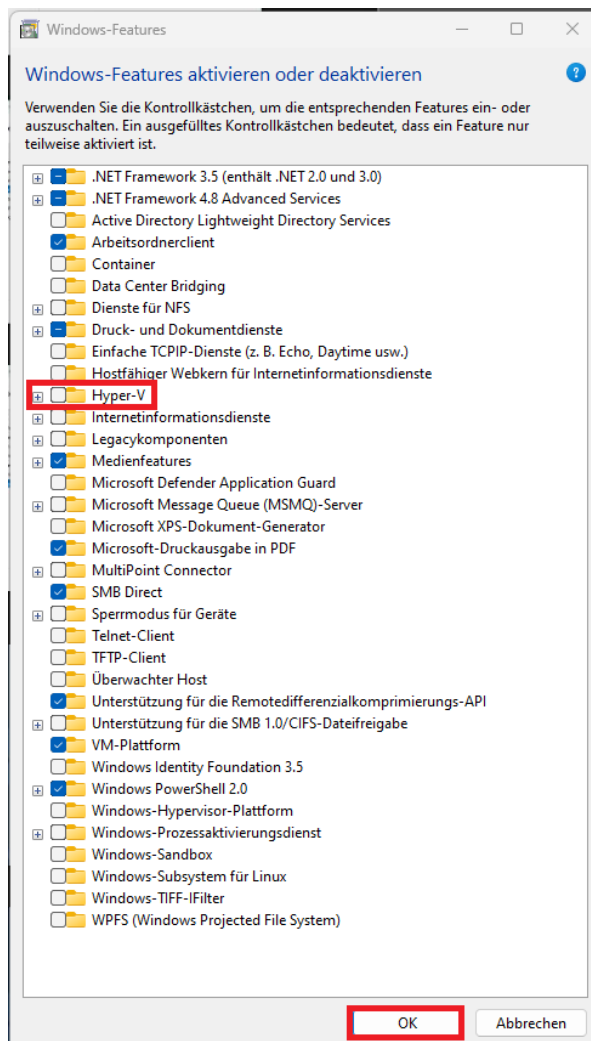 Windows-Features
Windows-Features aktivieren oder deaktivieren
Verwenden Sie die Kontrollkästchen, um die entsprechenden Features ein- oder
auszuschalten. Ein ausgefülltes Kontrollkästchen bedeutet, dass ein Feature nur
teilweise aktiviert ist.
.NET Framework 3.5 (enthält .NET 2.0 und 3.0)
.NET Framework 4.8 Advanced Services
Active Directory Lightweight Directory Services
Arbeitsordnerclient
Container
Data Center Bridging
Dienste für NFS
Druck- und Dokumentdienste
Einfache TCPIP-Dienste (z. B. Echo, Daytime usw.)
Hostfähiger Webkern für Internetinformationsdienste
Hyper-V
Internetinformationsdienste
Legacykomponenten
Medienfeatures
Microsoft Defender Application Guard
Microsoft Message Queue (MSMQ)-Server
Microsoft XPS-Dokument-Generator
Microsoft-Druckausgabe in PDF
MultiPoint Connector
SMB Direct
Sperrmodus für Geräte
Telnet-Client
TFTP-Client
Überwachter Host
Unterstützung für die Remotedifferenzialkomprimierungs-API
Unterstützung für die SMB 1.0/CIFS-Dateifreigabe
VM-Plattform
Windows Identity Foundation 3.5
Windows PowerShell 2.0
Windows-Hypervisor-Plattform
Windows-Prozessaktivierungsdienst
Windows-Sandbox
Windows-Subsystem für Linux
Windows-TIFF-IFilter
WPFS (Windows Projected File System)
OK Abbrechen